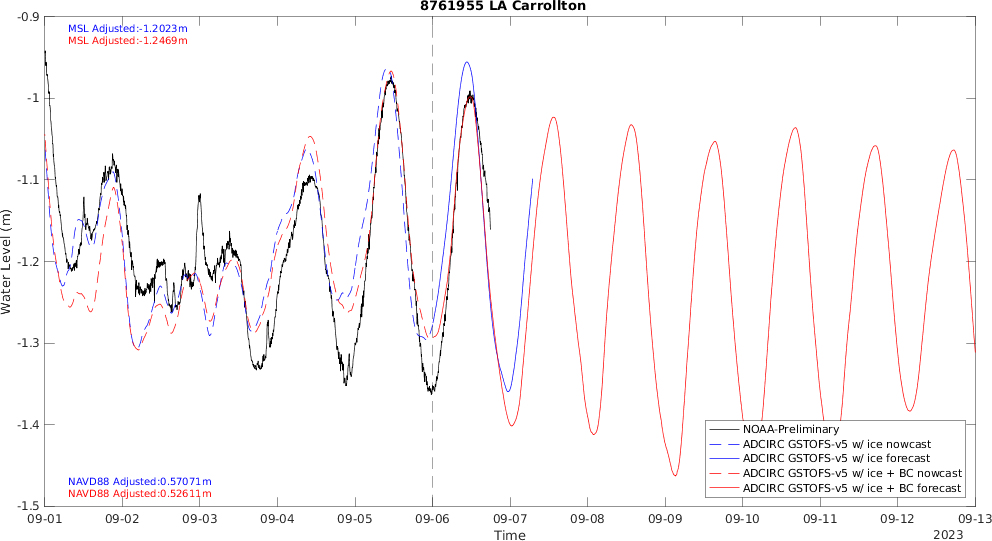 8761955 LA Carrollton
-0.9
MSL Adjusted:-1.2023m
MSL Adjusted:-1.2469m
-1
-1.1
-1.2
Water Level (m)
-1.3
-1.4
NOAA-Preliminary
ADCIRC GSTOFS-v5 w/ ice nowcast
ADCIRC GSTOFS-v5 w/ ice forecast
ADCIRC GSTOFS-v5 w/ ice + BC nowcast
ADCIRC GSTOFS-v5 w/ ice + BC forecast
NAVD88 Adjusted:0.57071m
NAVD88 Adjusted:0.52611m
-1.5
09-01 09-02 09-03 09-04 09-05 09-06 09-07 09-08 09-09 09-10 09-11 09-12 09-13
Time
2023